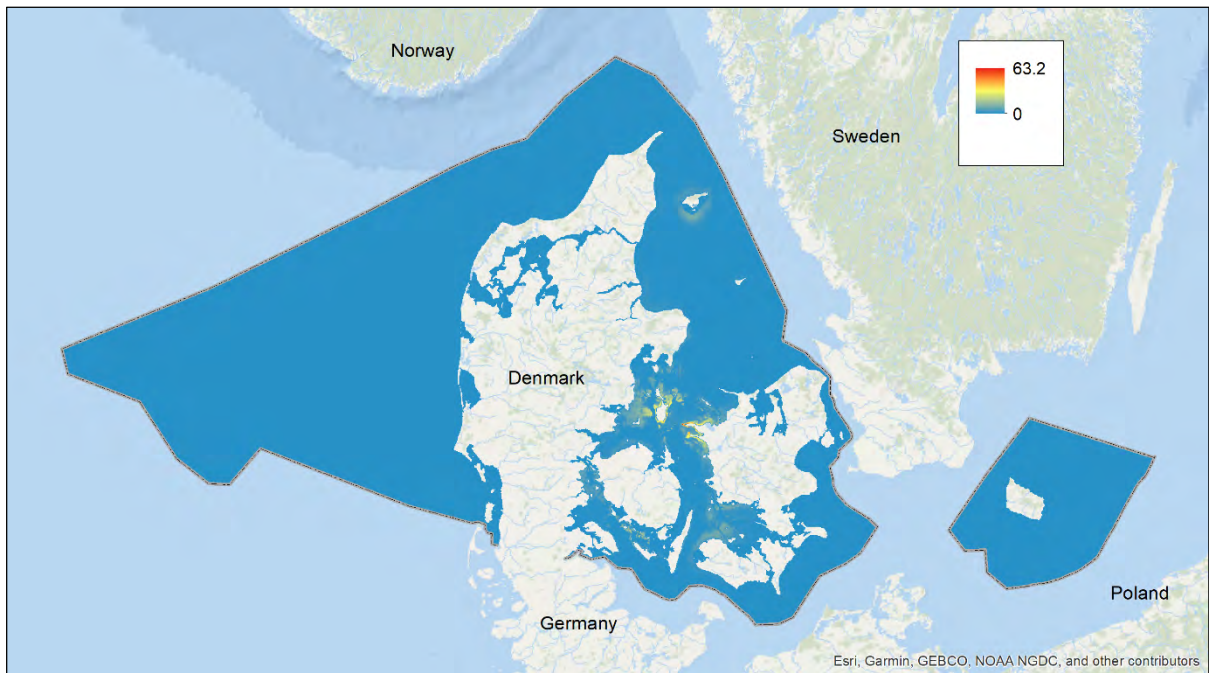 Norway
63.2
0
Sweden
Denmark
Poland
Germany
Esri, Garmin, GEBCO, NOAA NGDC, and other contributors